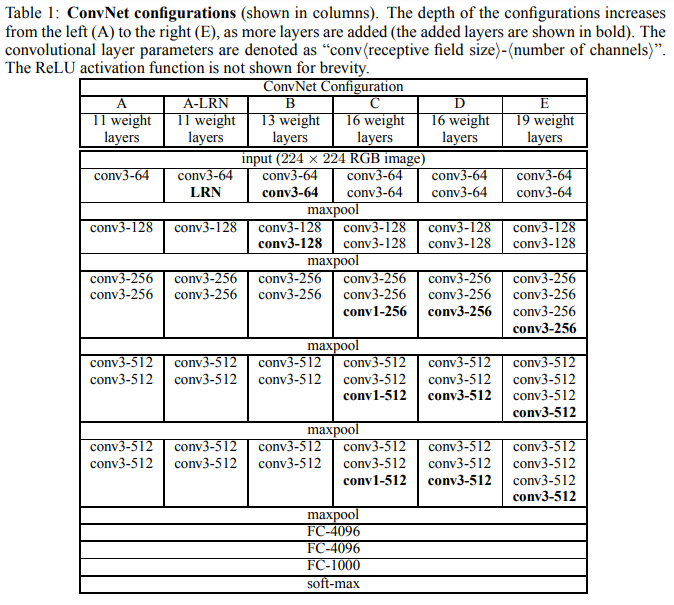 Table 1: ConvNet configurations (shown in columns). The depth of the configurations increases
from the left (A) to the right (E), as more layers are added (the added layers are shown in bold). The
convolutional layer parameters are denoted as “conv⟨receptive field size⟩-⟨number of channels⟩”.
The ReLU activation function is not shown for brevity.
ConvNet Configuration
A A-LRN B C D E
11 weight 11 weight 13 weight 16 weight 16 weight 19 weight
layers layers layers layers layers layers
input (224 × 224 RGB image)
conv3-64 conv3-64 conv3-64 conv3-64 conv3-64 conv3-64
LRN conv3-64 conv3-64 conv3-64 conv3-64
maxpool
conv3-128 conv3-128 conv3-128 conv3-128 conv3-128 conv3-128
conv3-128 conv3-128 conv3-128 conv3-128
maxpool
conv3-256 conv3-256 conv3-256 conv3-256 conv3-256 conv3-256
conv3-256 conv3-256 conv3-256 conv3-256 conv3-256 conv3-256
conv1-256 conv3-256 conv3-256
conv3-256
maxpool
conv3-512 conv3-512 conv3-512 conv3-512 conv3-512 conv3-512
conv3-512 conv3-512 conv3-512 conv3-512 conv3-512 conv3-512
conv1-512 conv3-512 conv3-512
conv3-512
maxpool
conv3-512 conv3-512 conv3-512 conv3-512 conv3-512 conv3-512
conv3-512 conv3-512 conv3-512 conv3-512 conv3-512 conv3-512
conv1-512 conv3-512 conv3-512
conv3-512
maxpool
FC-4096
FC-4096
FC-1000
soft-max